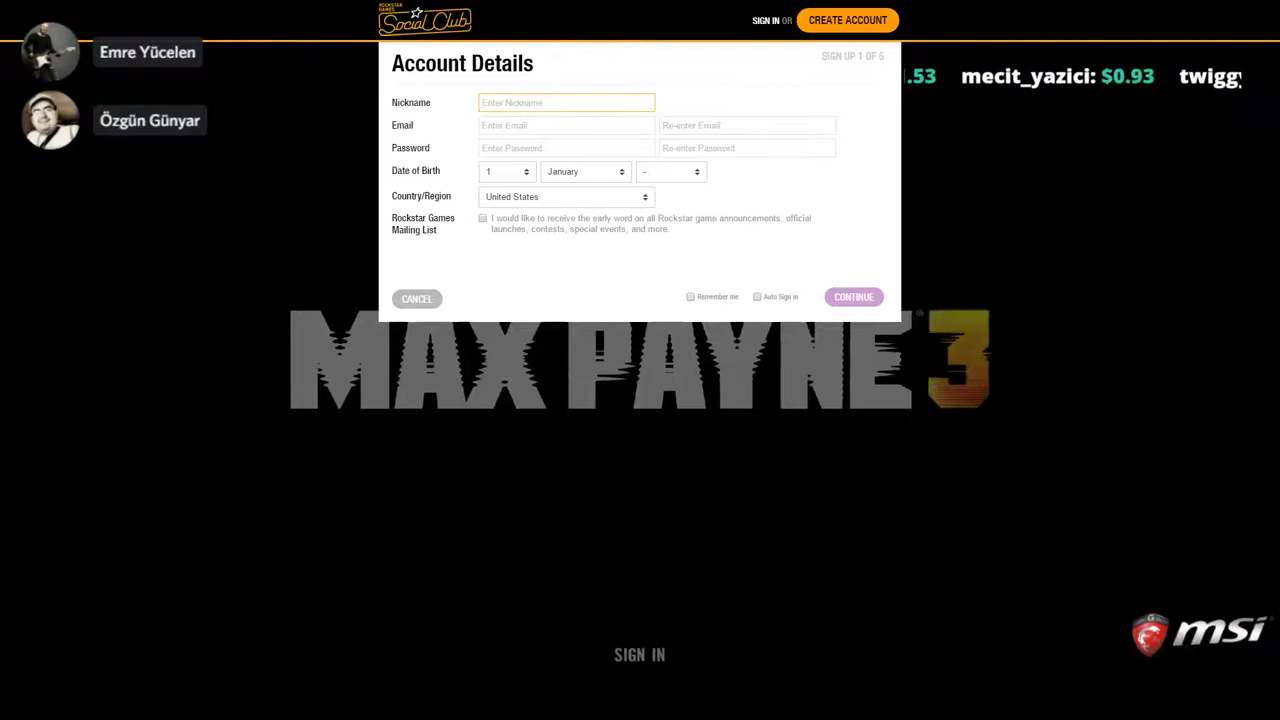 ROCKSTAR
GAMES
Social Club
SIGN IN OR CREATE ACCOUNT
Emre Yücelen
Özgün Günyar
Account Details
SIGN UP 1 OF 5
.53 mecit_yazici: $0.93 twiggy
Nickname Enter Nickname
Email Enter Email Re-enter Email
Password Enter Password Re-enter Password
Date of Birth 1 January -
Country/Region United States
Rockstar Games
Mailing List
I would like to receive the early word on all Rockstar game announcements, official
launches, contests, special events, and more.
CANCEL Remember me Auto Sign in CONTINUE
MAX PAYNE® 3
msi
SIGN IN